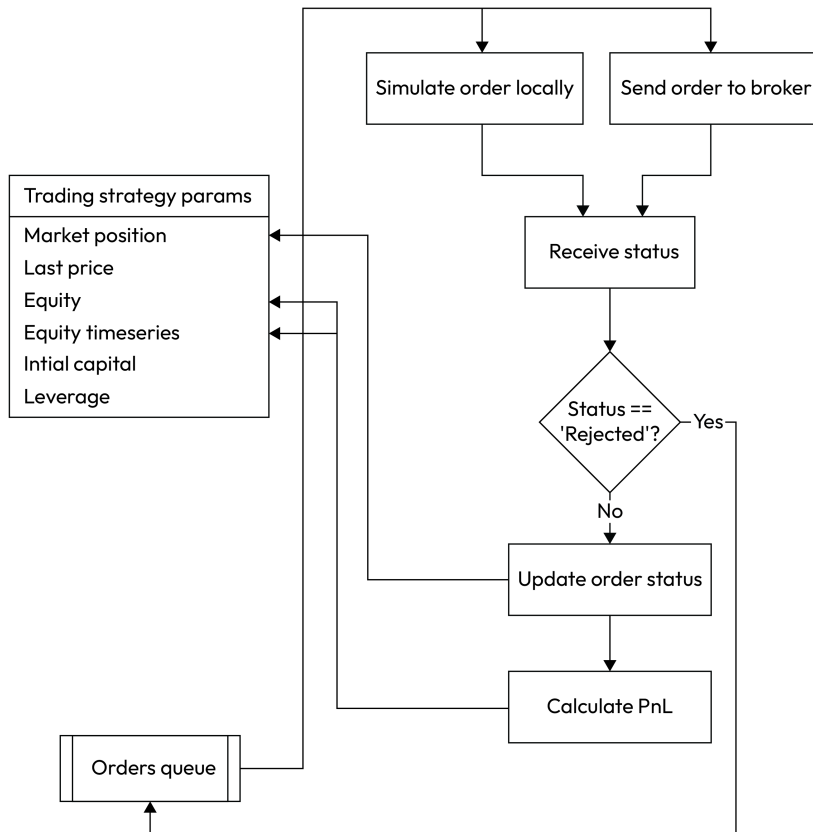 Simulate order locally
Send order to broker
Trading strategy params
Market position
Last price
Equity
Equity timeseries
Intial capital
Leverage
Receive status
Status ==
'Rejected'?
Yes
No
Update order status
Calculate PnL
Orders queue